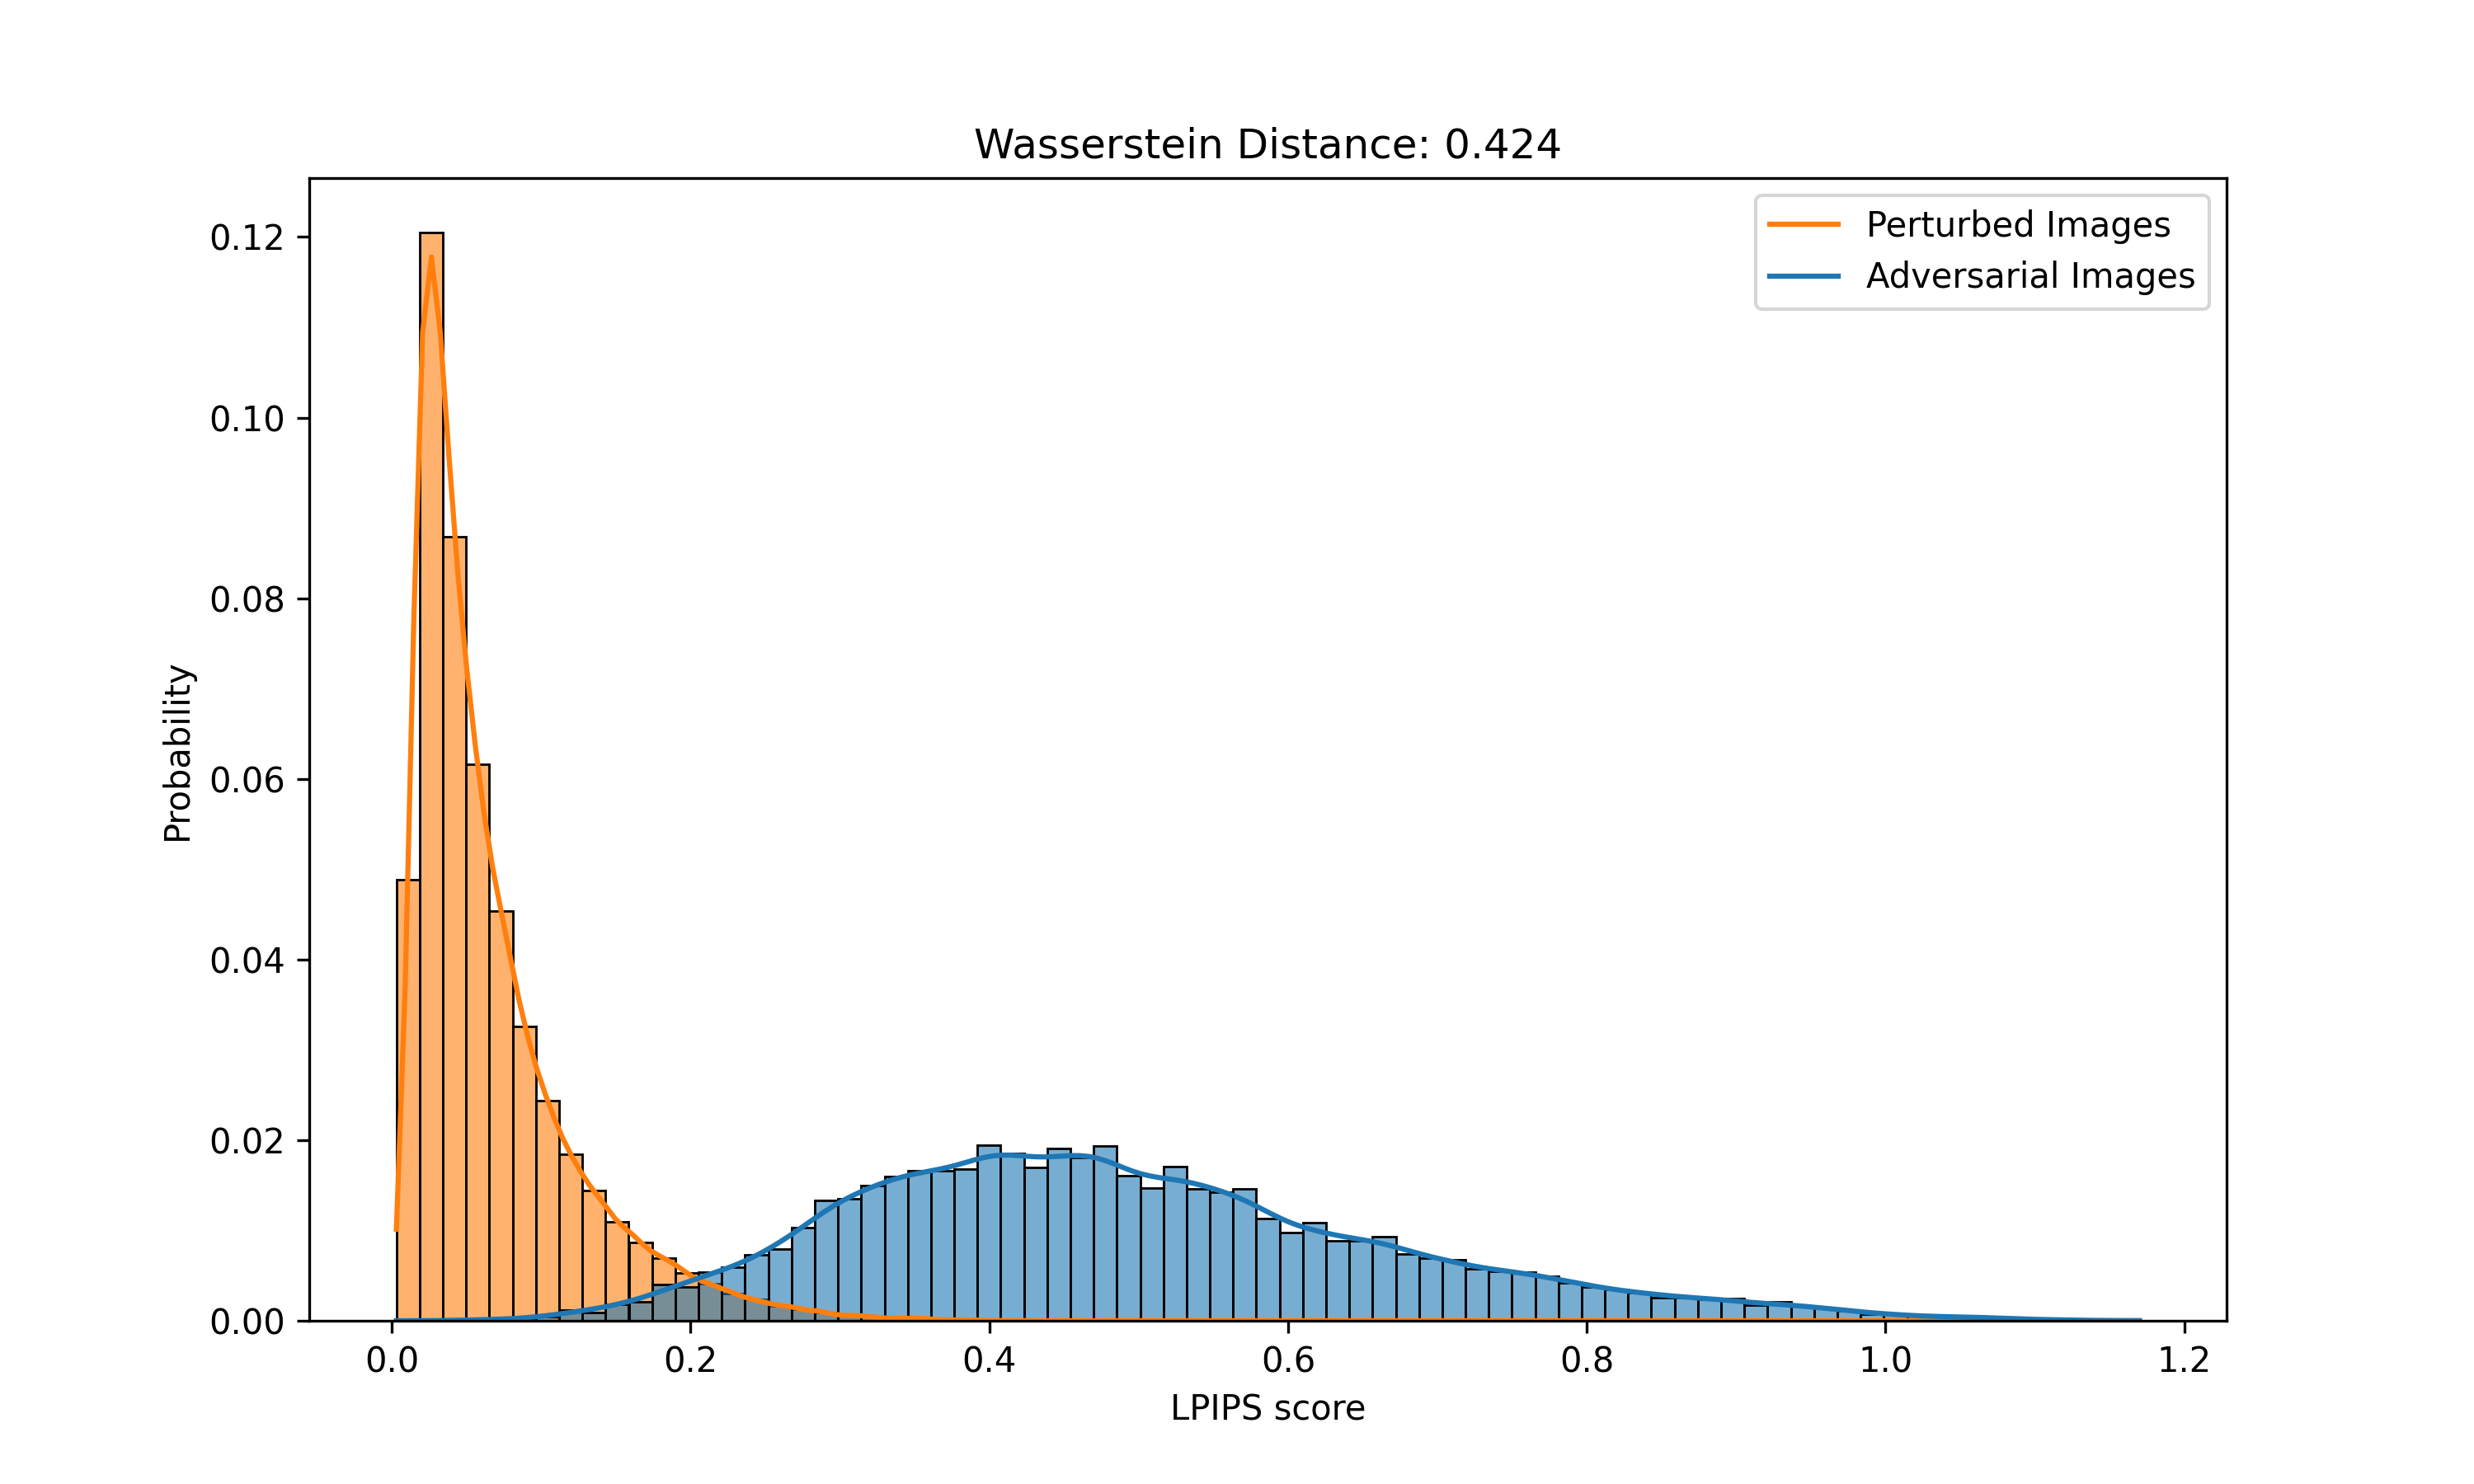 Wasserstein Distance: 0.424
Perturbed Images
Adversarial Images
0.12
0.10
0.08
0.06
0.04
0.02
0.00
Probability
0.0 0.2 0.4 0.6 0.8 1.0 1.2
LPIPS score